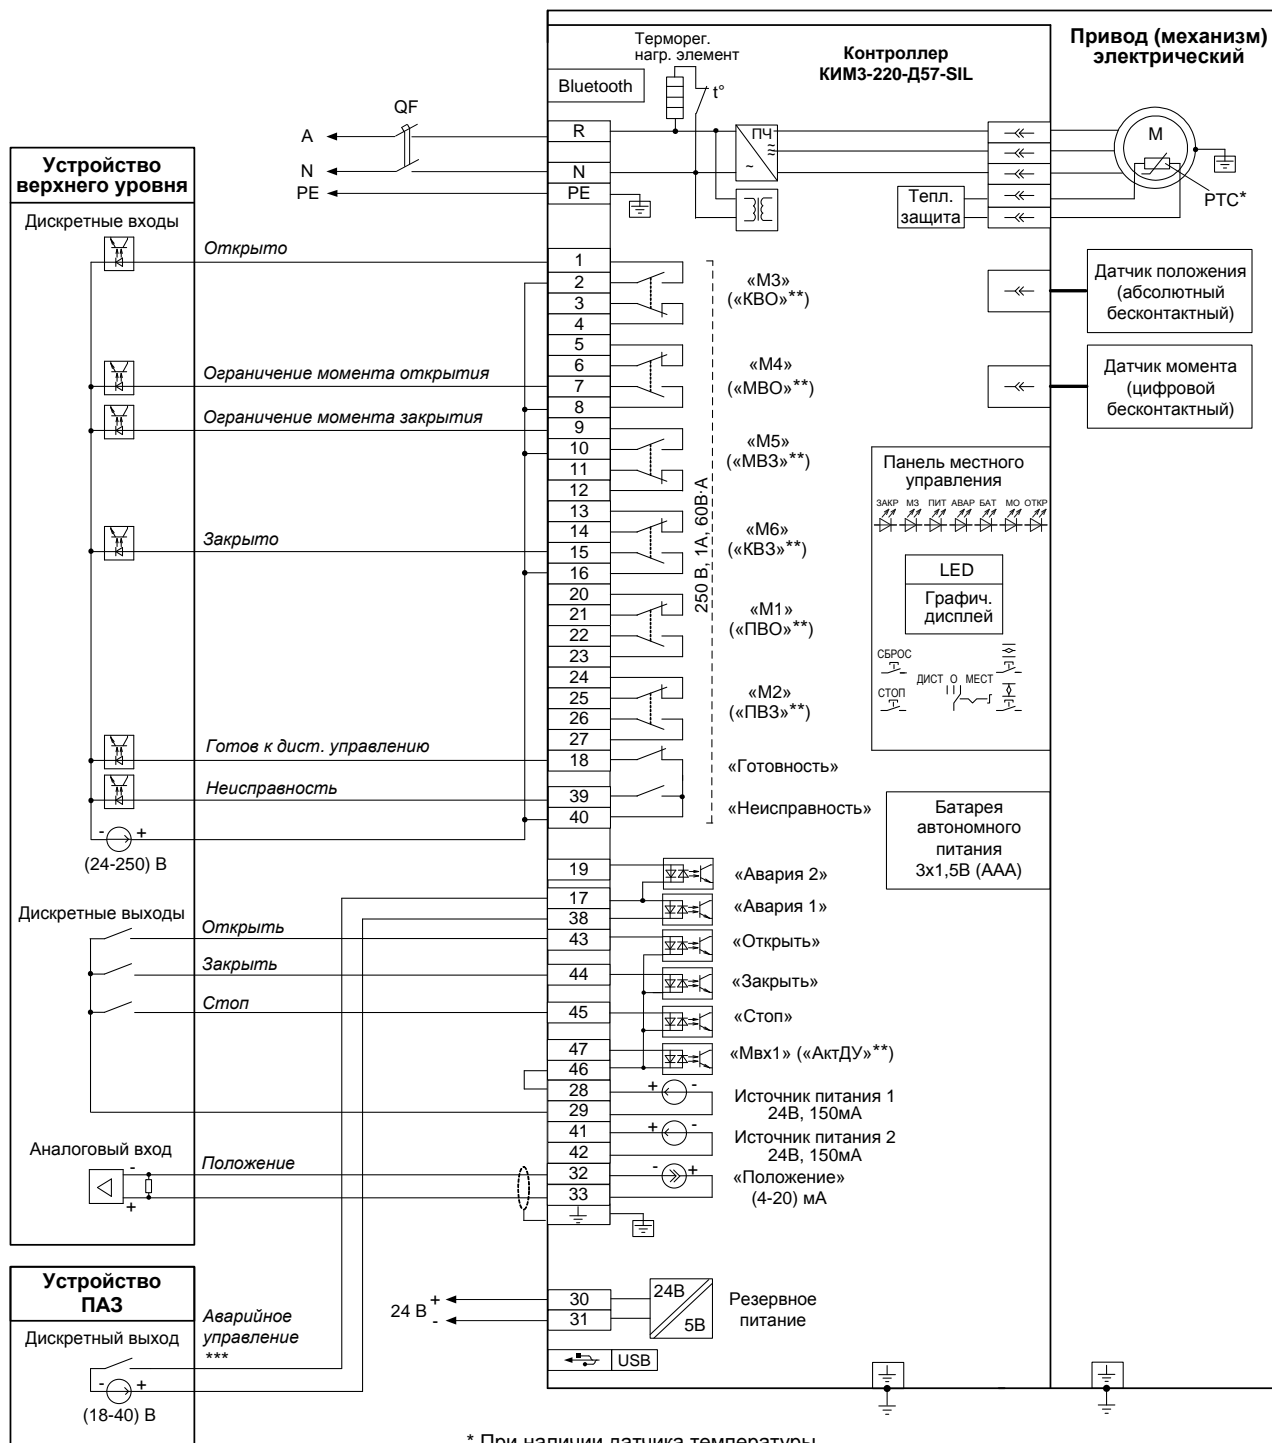 Привод (механизм)
электрический
Контроллер
КИМ3-220-Д57-SIL
Терморег.
нагр. элемент
Bluetooth
t°
QF
A
N
PE
R
N
PE
ПЧ
≈
~
M
PTC*
Тепл.
защита
Устройство
верхнего уровня
Дискретные входы
Открыто
Ограничение момента открытия
Ограничение момента закрытия
Закрыто
Готов к дист. управлению
Неисправность
- +
(24-250) В
Дискретные выходы
Открыть
Закрыть
Стоп
Аналоговый вход
Положение
-
+
1
2
3
4
5
6
7
8
9
10
11
12
13
14
15
16
20
21
22
23
24
25
26
27
18
39
40
19
17
38
43
44
45
47
46
28
29
41
42
32
33
30
31
250 В, 1А, 60В·А
«М3»
(«КВО»**)
«М4»
(«МВО»**)
«М5»
(«МВЗ»**)
«М6»
(«КВЗ»**)
«М1»
(«ПВО»**)
«М2»
(«ПВЗ»**)
«Готовность»
«Неисправность»
«Авария 2»
«Авария 1»
«Открыть»
«Закрыть»
«Стоп»
«Мвх1» («АктДУ»**)
+ -
Источник питания 1
24В, 150мА
+ -
Источник питания 2
24В, 150мА
- +
«Положение»
(4-20) мА
Датчик положения
(абсолютный
бесконтактный)
Датчик момента
(цифровой
бесконтактный)
Панель местного
управления
ЗАКР МЗ ПИТ АВАР БАТ МО ОТКР
LED
Графич.
дисплей
СБРОС
СТОП
ДИСТ О МЕСТ
Батарея
автономного
питания
3х1,5В (ААА)
Устройство
ПАЗ
Дискретный выход
Аварийное
управление
***
- +
(18-40) В
24 В
+
-
24В
5В
Резервное
питание
USB
* При наличии датчика температуры